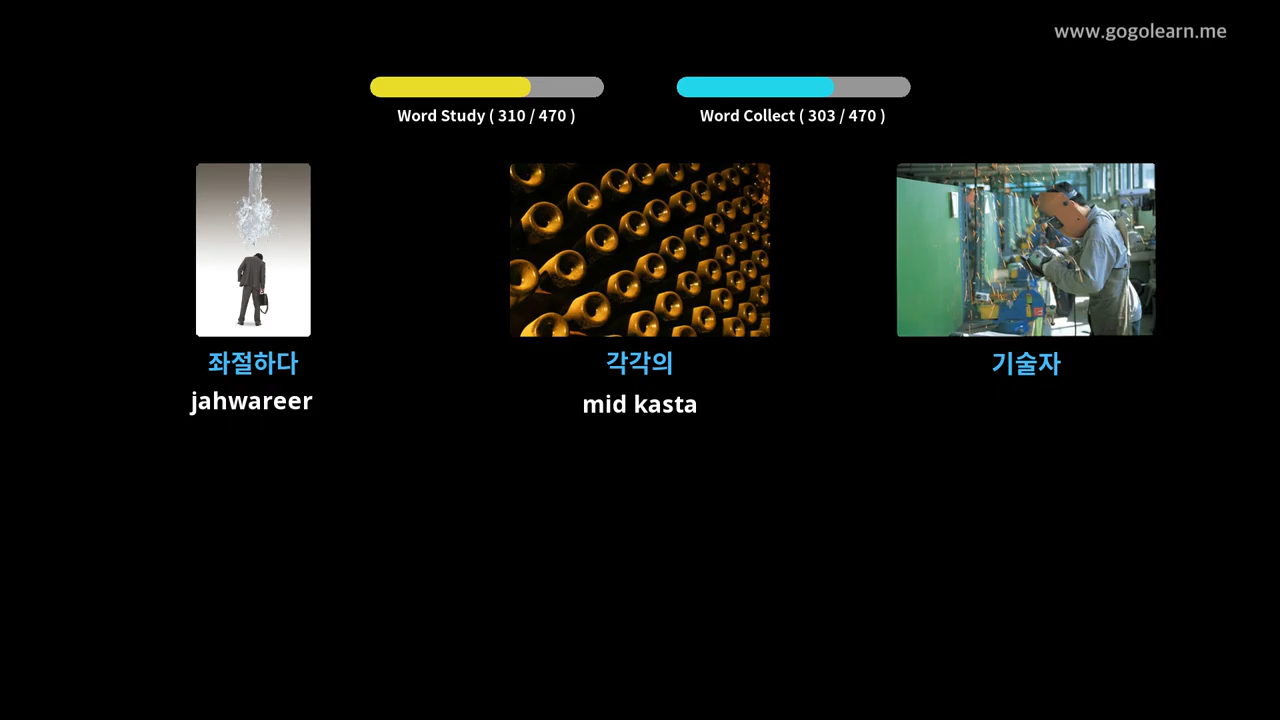 www.gogolearn.me
Word Study ( 310 / 470 )
Word Collect ( 303 / 470 )
좌절하다
jahwareer
각각의
mid kasta
기술자